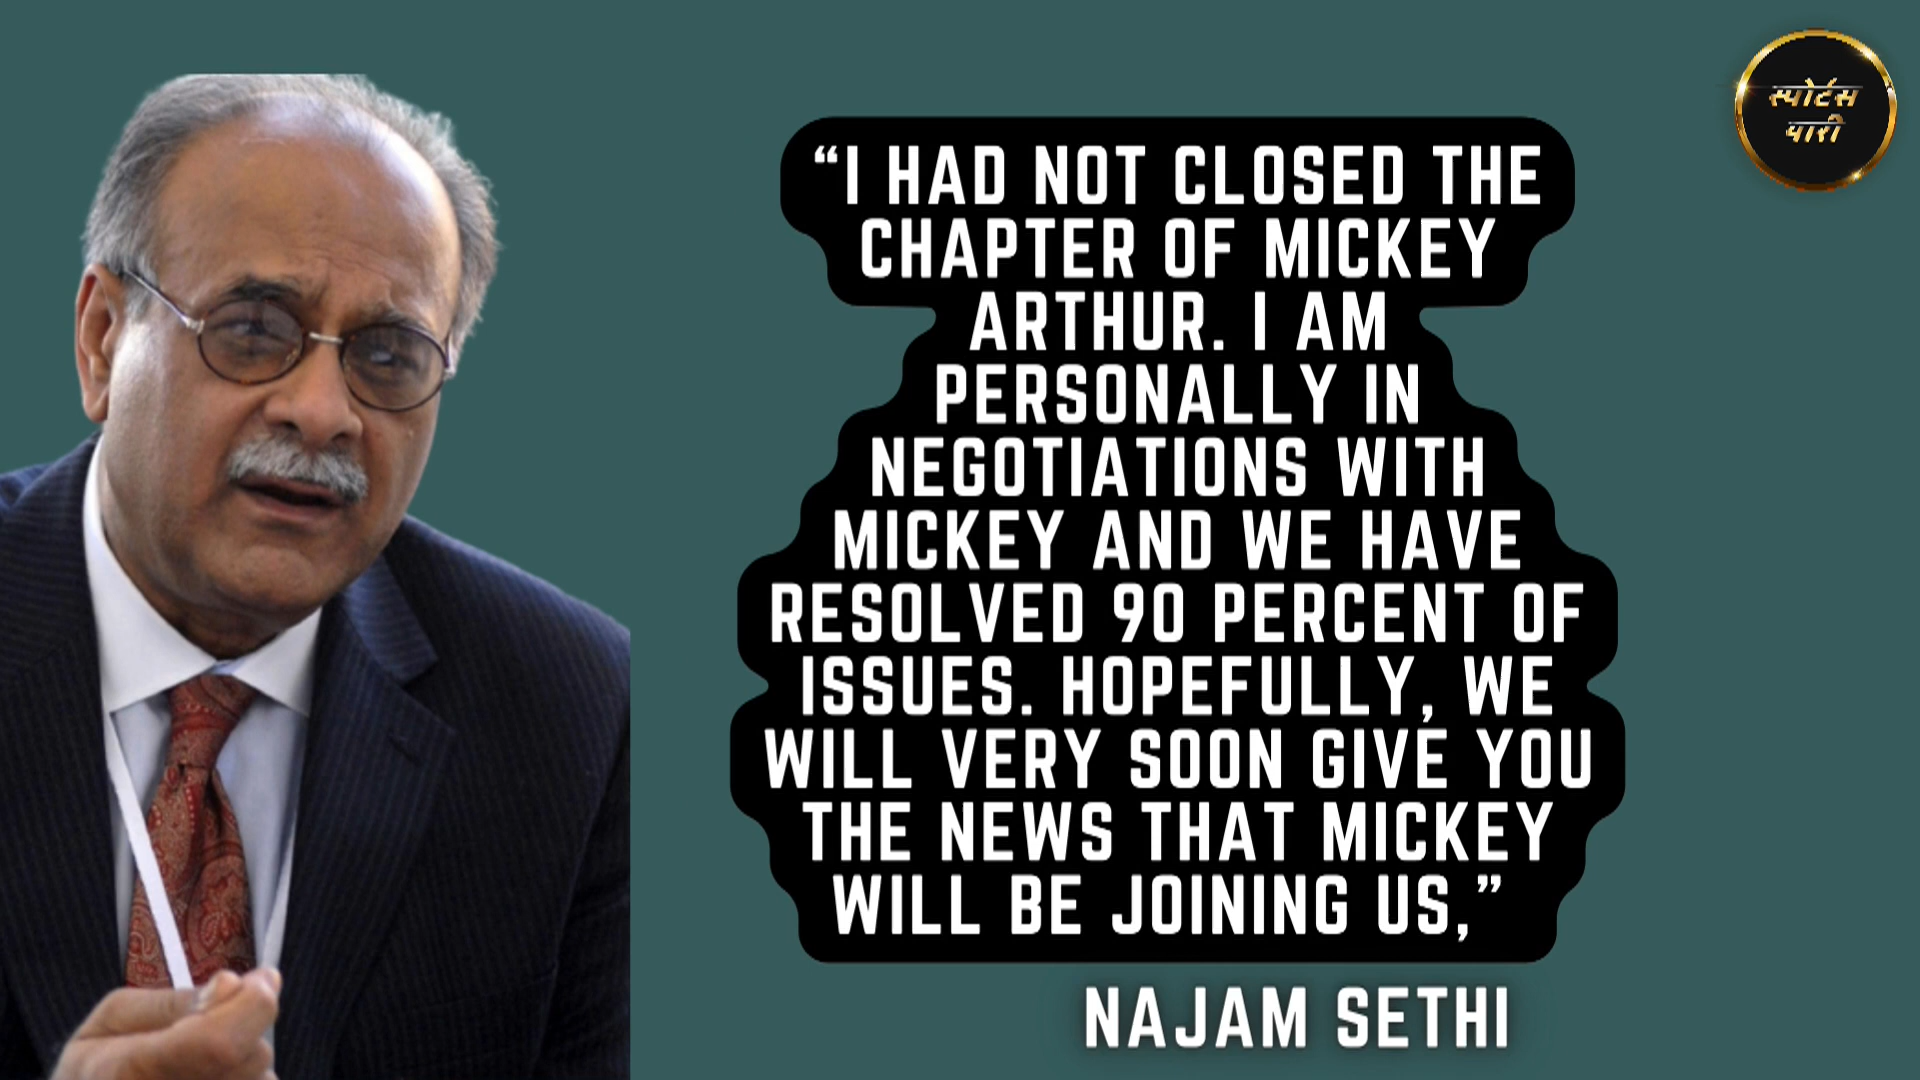 स्पोर्टस
पारी
“I HAD NOT CLOSED THE
CHAPTER OF MICKEY
ARTHUR. I AM
PERSONALLY IN
NEGOTIATIONS WITH
MICKEY AND WE HAVE
RESOLVED 90 PERCENT OF
ISSUES. HOPEFULLY, WE
WILL VERY SOON GIVE YOU
THE NEWS THAT MICKEY
WILL BE JOINING US,”
NAJAM SETHI